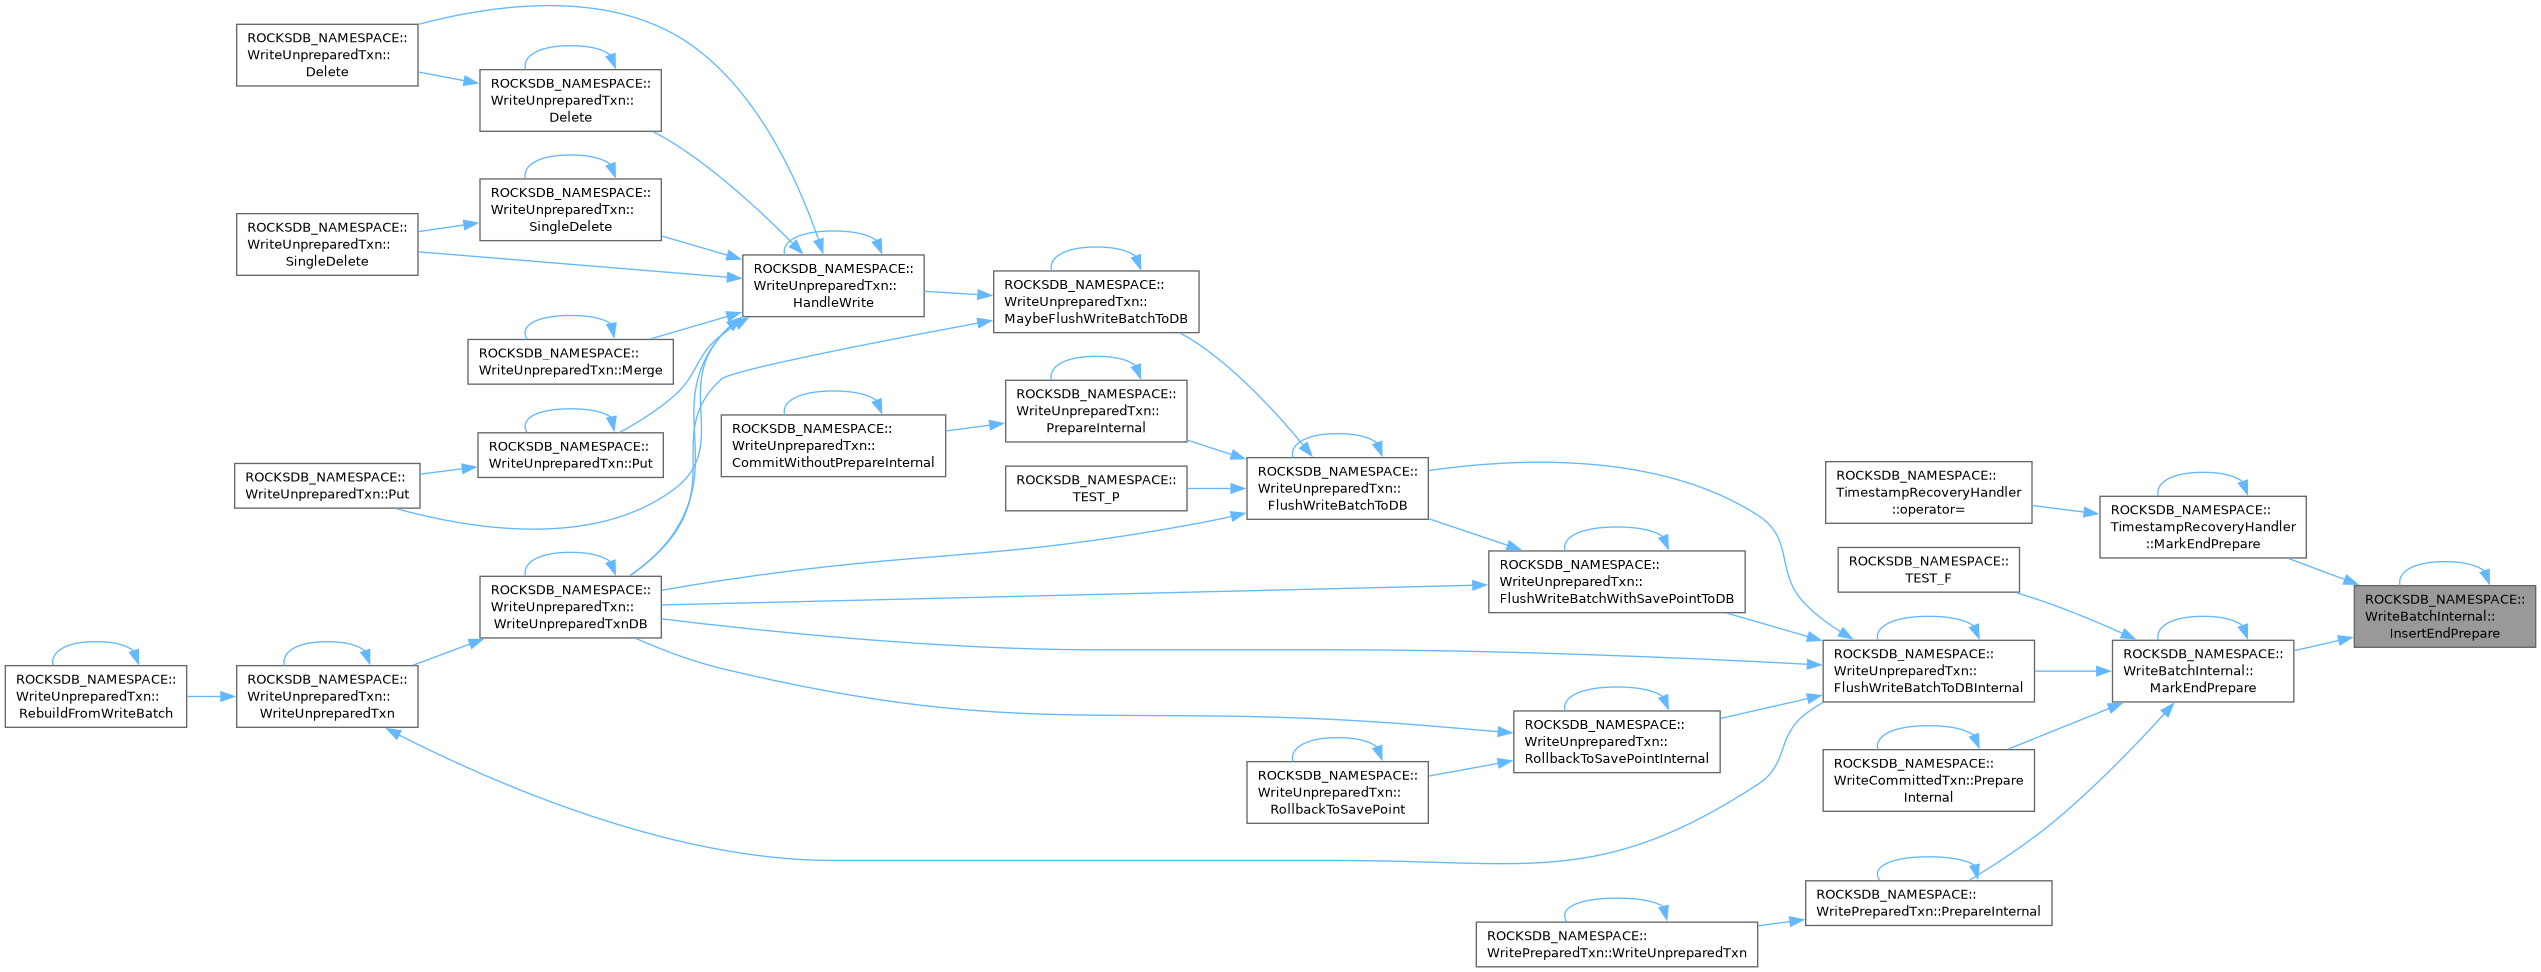 ROCKSDB_NAMESPACE::
WriteUnpreparedTxn::
Delete
ROCKSDB_NAMESPACE::
WriteUnpreparedTxn::
Delete
ROCKSDB_NAMESPACE::
WriteUnpreparedTxn::
SingleDelete
ROCKSDB_NAMESPACE::
WriteUnpreparedTxn::
SingleDelete
ROCKSDB_NAMESPACE::
WriteUnpreparedTxn::
HandleWrite
ROCKSDB_NAMESPACE::
WriteUnpreparedTxn::
MaybeFlushWriteBatchToDB
ROCKSDB_NAMESPACE::
WriteUnpreparedTxn::Merge
ROCKSDB_NAMESPACE::
WriteUnpreparedTxn::
PrepareInternal
ROCKSDB_NAMESPACE::
WriteUnpreparedTxn::
CommitWithoutPrepareInternal
ROCKSDB_NAMESPACE::
WriteUnpreparedTxn::Put
ROCKSDB_NAMESPACE::
WriteUnpreparedTxn::Put
ROCKSDB_NAMESPACE::
TEST_P
ROCKSDB_NAMESPACE::
WriteUnpreparedTxn::
FlushWriteBatchToDB
ROCKSDB_NAMESPACE::
TimestampRecoveryHandler
::operator=
ROCKSDB_NAMESPACE::
TimestampRecoveryHandler
::MarkEndPrepare
ROCKSDB_NAMESPACE::
WriteUnpreparedTxn::
FlushWriteBatchWithSavePointToDB
ROCKSDB_NAMESPACE::
TEST_F
ROCKSDB_NAMESPACE::
WriteUnpreparedTxn::
WriteUnpreparedTxnDB
ROCKSDB_NAMESPACE::
WriteBatchInternal::
InsertEndPrepare
ROCKSDB_NAMESPACE::
WriteUnpreparedTxn::
RebuildFromWriteBatch
ROCKSDB_NAMESPACE::
WriteUnpreparedTxn::
WriteUnpreparedTxn
ROCKSDB_NAMESPACE::
WriteUnpreparedTxn::
FlushWriteBatchToDBInternal
ROCKSDB_NAMESPACE::
WriteBatchInternal::
MarkEndPrepare
ROCKSDB_NAMESPACE::
WriteUnpreparedTxn::
RollbackToSavePointInternal
ROCKSDB_NAMESPACE::
WriteUnpreparedTxn::
RollbackToSavePoint
ROCKSDB_NAMESPACE::
WriteCommittedTxn::Prepare
Internal
ROCKSDB_NAMESPACE::
WritePreparedTxn::PrepareInternal
ROCKSDB_NAMESPACE::
WritePreparedTxn::WriteUnpreparedTxn